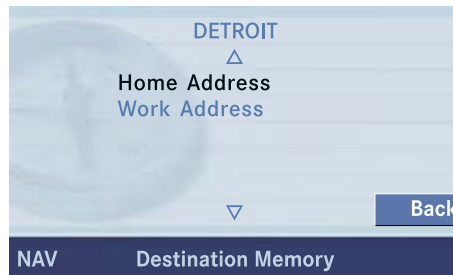 DETROIT
Home Address
Work Address
Back
NAV Destination Memory